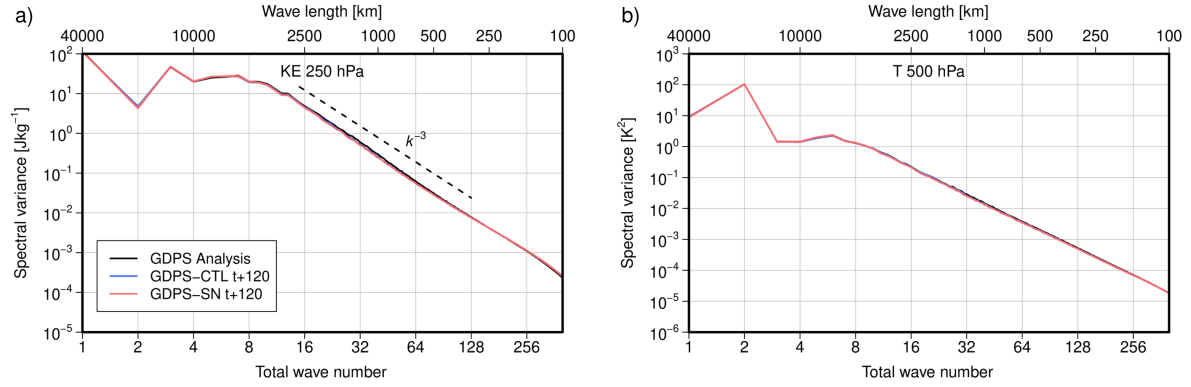 a)
Wave length [km]
40000 10000 2500 1000 500 250 100
KE 250 hPa
k⁻³
Spectral variance [Jkg⁻¹]
10²
10¹
10⁰
10⁻¹
10⁻²
10⁻³
10⁻⁴
10⁻⁵
GDPS Analysis
GDPS−CTL t+120
GDPS−SN t+120
1 2 4 8 16 32 64 128 256
Total wave number
b)
Wave length [km]
40000 10000 2500 1000 500 250 100
T 500 hPa
Spectral variance [K²]
10³
10²
10¹
10⁰
10⁻¹
10⁻²
10⁻³
10⁻⁴
10⁻⁵
10⁻⁶
1 2 4 8 16 32 64 128 256
Total wave number